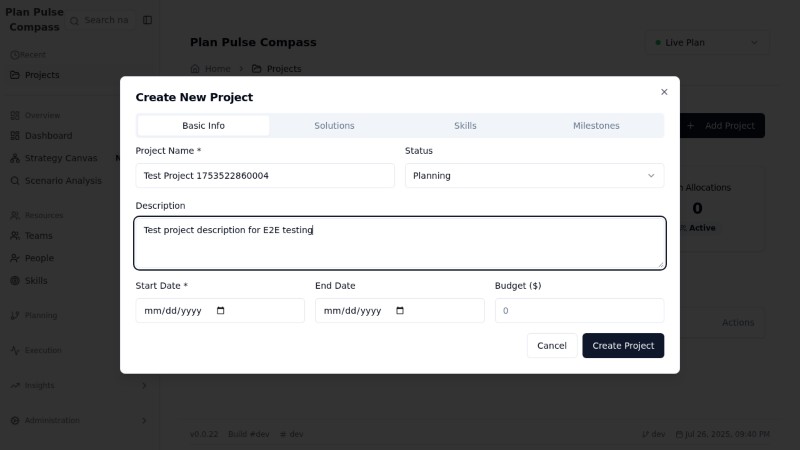 Plan Pulse
Compass
Search na
Recent
Projects
Overview
Dashboard
Strategy Canvas
Scenario Analysis
Resources
Teams
People
Skills
Planning
Execution
Insights
Administration
Plan Pulse Compass
Live Plan
Home
Projects
Add Project
Allocations
0
Active
Actions
Create New Project
Basic Info
Solutions
Skills
Milestones
Project Name *
Status
Test Project 1753522860004
Planning
Description
Test project description for E2E testing
Start Date *
End Date
Budget ($)
mm/dd/yyyy
mm/dd/yyyy
0
Cancel
Create Project
Build #dev
dev
dev
Jul 26, 2025, 09:40 PM